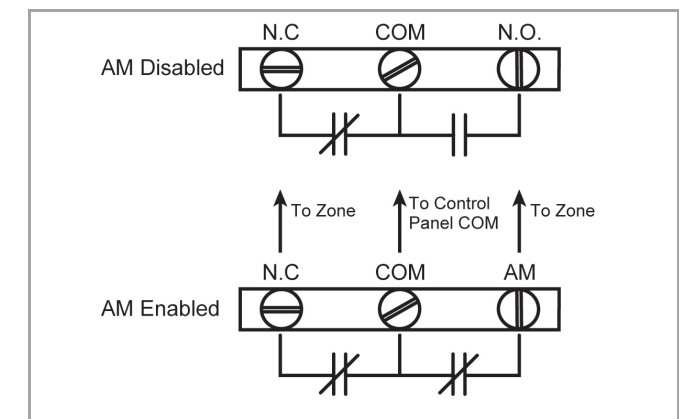 N.C COM N.O.
AM Disabled
To Zone To Control Panel COM To Zone
N.C COM AM
AM Enabled